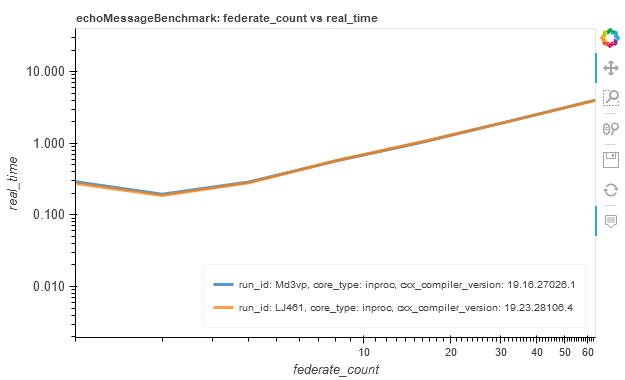 echoMessageBenchmark: federate_count vs real_time
10.000
1.000
0.100
0.010
real_time
run_id: Md3vp, core_type: inproc, cxx_compiler_version: 19.16.27026.1
run_id: LJ461, core_type: inproc, cxx_compiler_version: 19.23.28106.4
10 20 30 40 50 60
federate_count